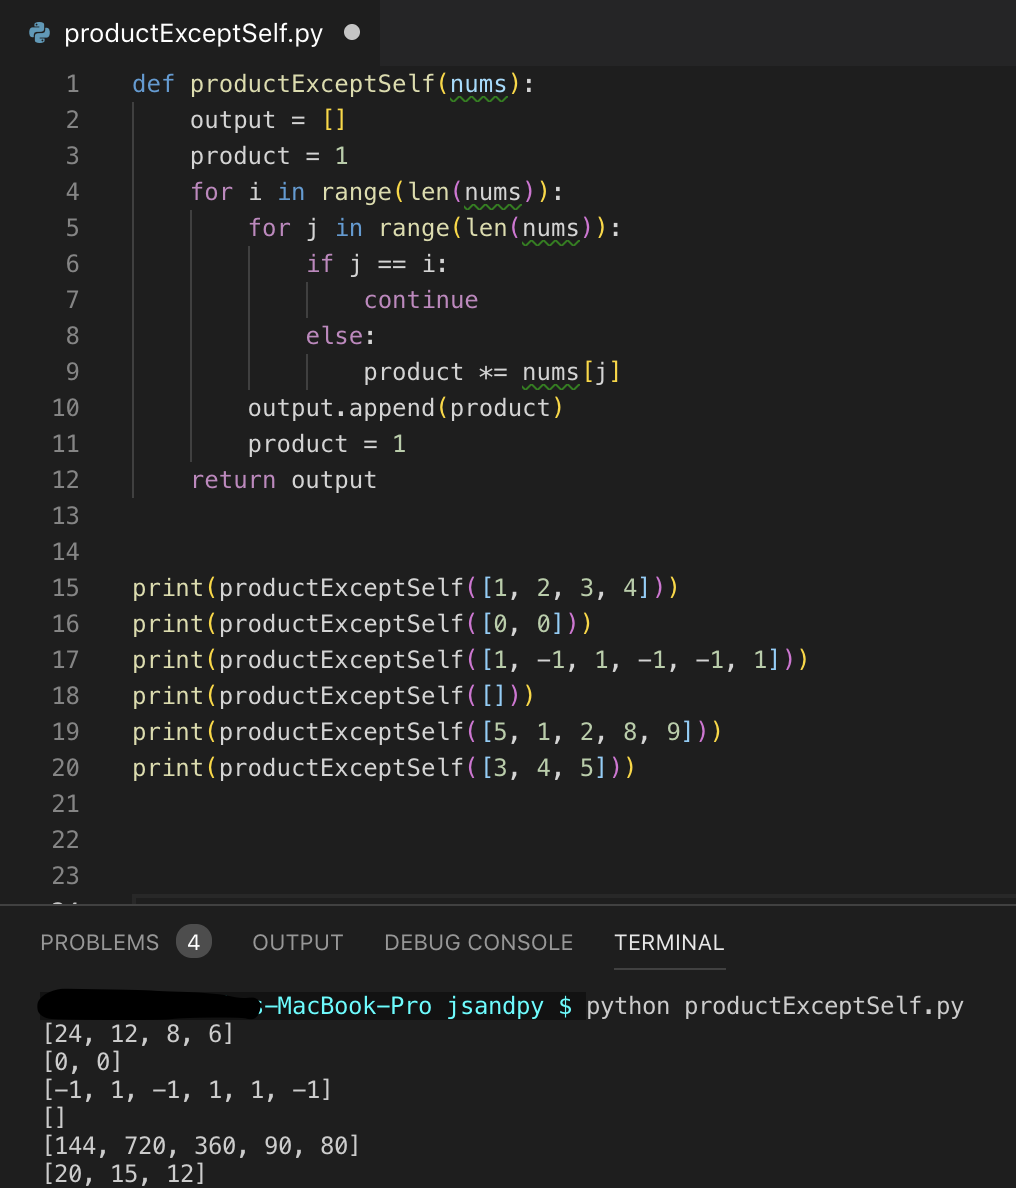 productExceptSelf.py
1 def productExceptSelf(nums):
2 output = []
3 product = 1
4 for i in range(len(nums)):
5 for j in range(len(nums)):
6 if j == i:
7 continue
8 else:
9 product *= nums[j]
10 output.append(product)
11 product = 1
12 return output
13
14
15 print(productExceptSelf([1, 2, 3, 4]))
16 print(productExceptSelf([0, 0]))
17 print(productExceptSelf([1, -1, 1, -1, -1, 1]))
18 print(productExceptSelf([]))
19 print(productExceptSelf([5, 1, 2, 8, 9]))
20 print(productExceptSelf([3, 4, 5]))
21
22
23
PROBLEMS 4 OUTPUT DEBUG CONSOLE TERMINAL
s-MacBook-Pro jsandpy $ python productExceptSelf.py
[24, 12, 8, 6]
[0, 0]
[-1, 1, -1, 1, 1, -1]
[]
[144, 720, 360, 90, 80]
[20, 15, 12]